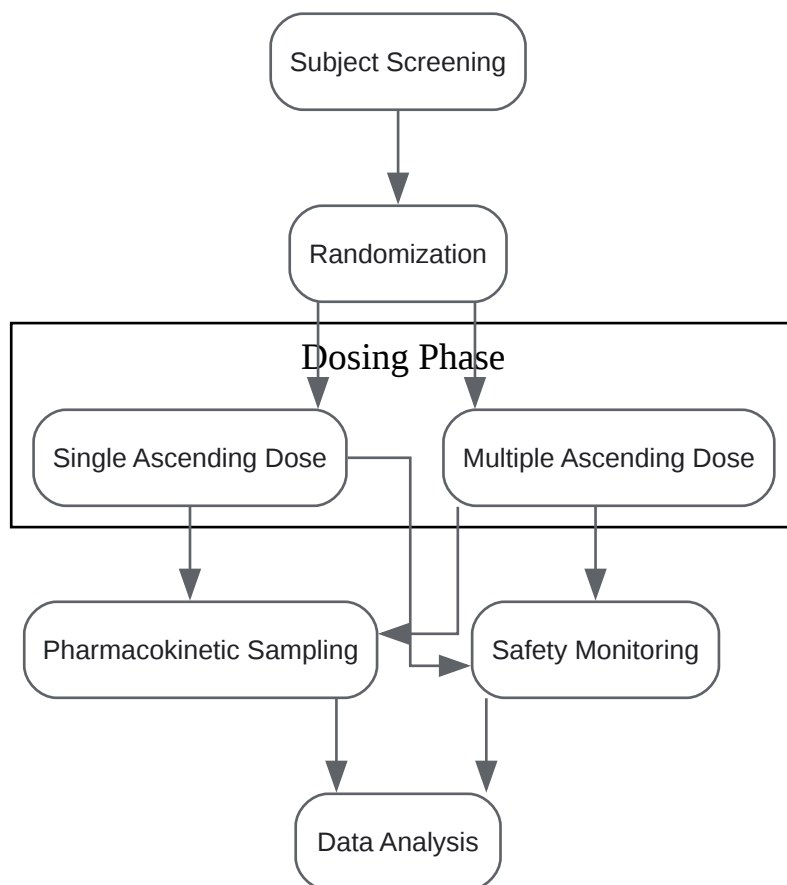 Subject Screening
Randomization
Dosing Phase
Single Ascending Dose
Multiple Ascending Dose
Pharmacokinetic Sampling
Safety Monitoring
Data Analysis